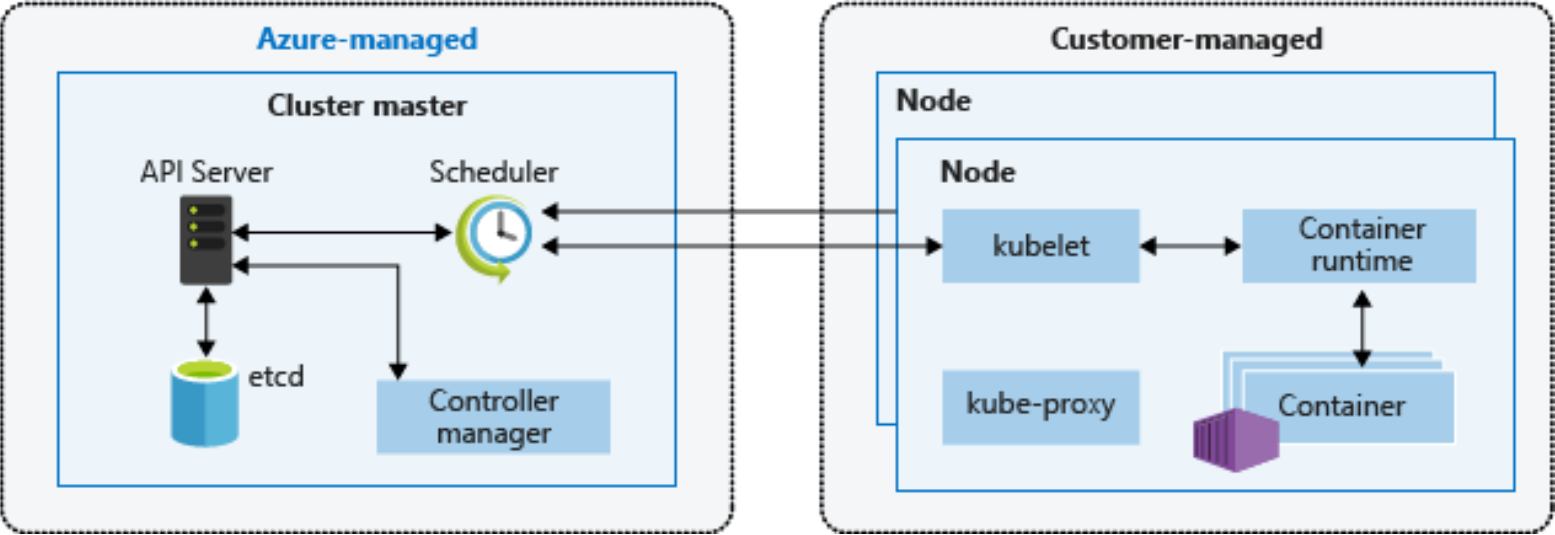 Azure-managed
Cluster master
API Server
Scheduler
etcd
Controller
manager
Customer-managed
Node
Node
kubelet
Container
runtime
kube-proxy
Container